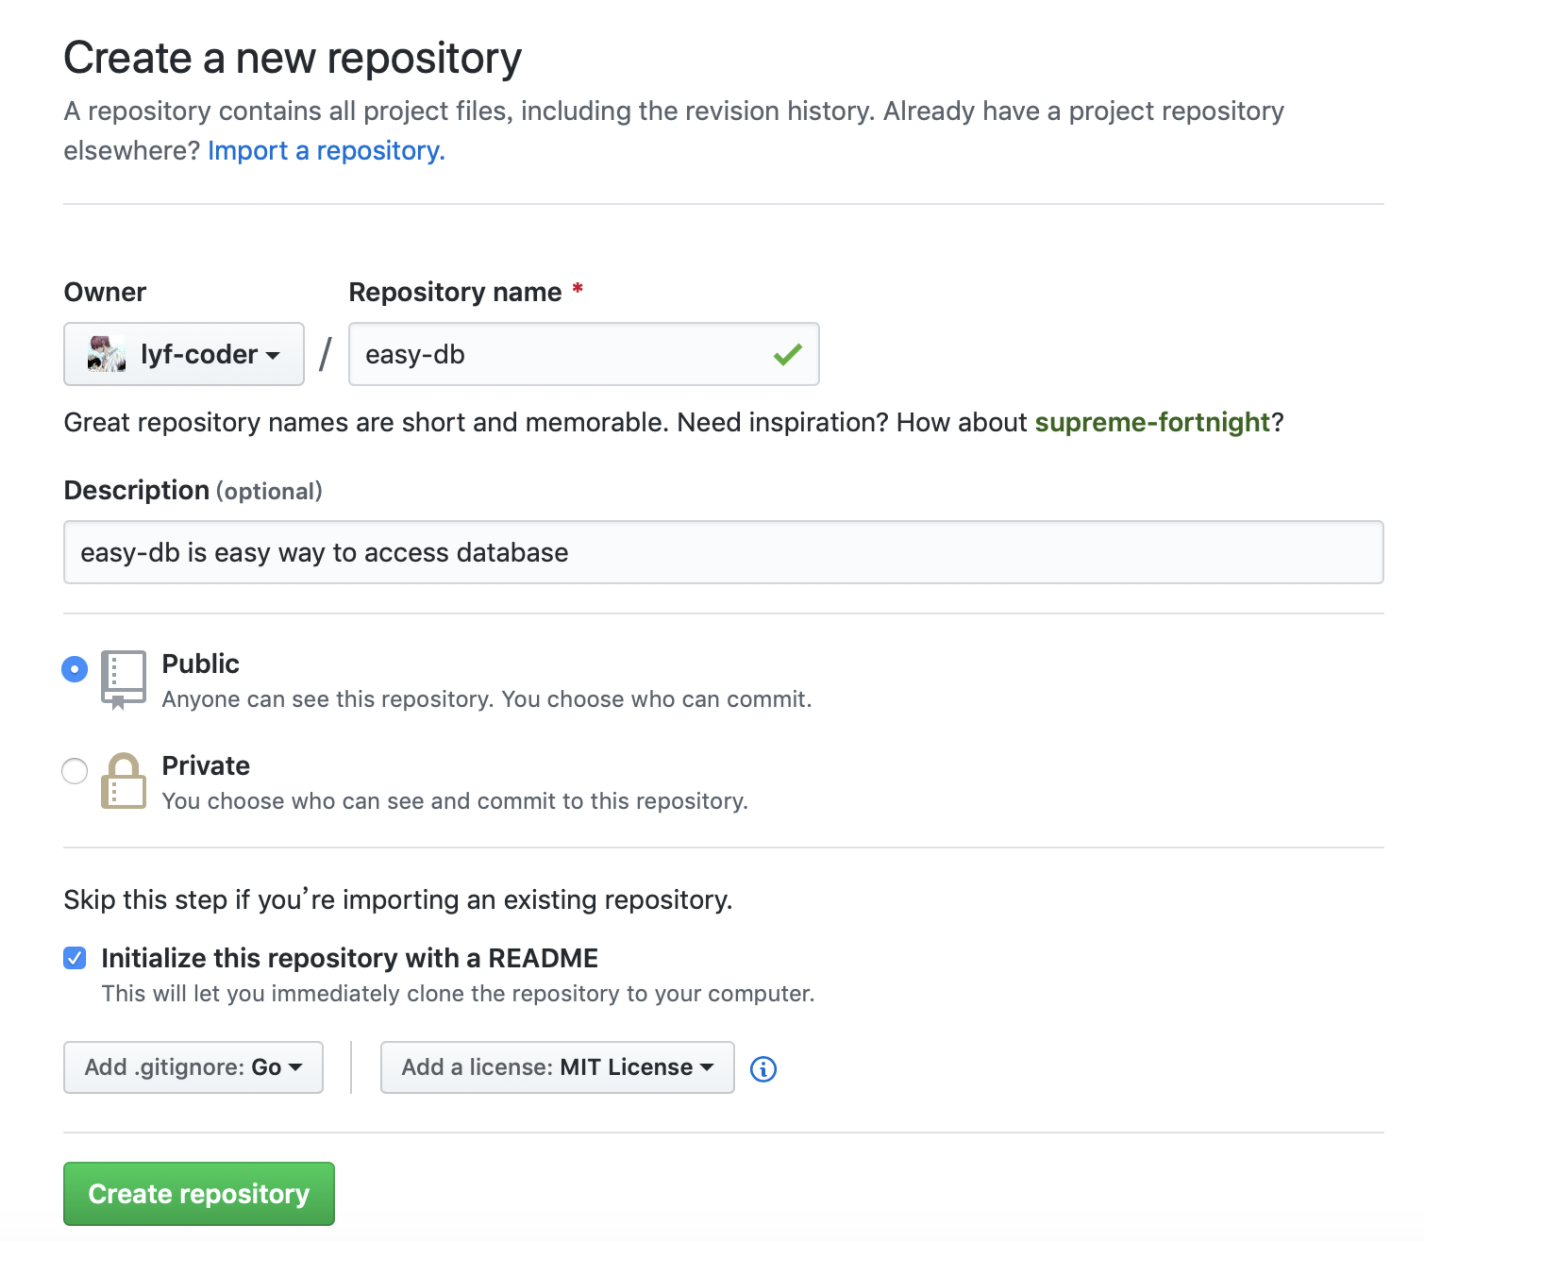 Create a new repository
A repository contains all project files, including the revision history. Already have a project repository
elsewhere? Import a repository.
Owner
Repository name *
lyf-coder
/
easy-db
Great repository names are short and memorable. Need inspiration? How about supreme-fortnight?
Description (optional)
easy-db is easy way to access database
Public
Anyone can see this repository. You choose who can commit.
Private
You choose who can see and commit to this repository.
Skip this step if you’re importing an existing repository.
Initialize this repository with a README
This will let you immediately clone the repository to your computer.
Add .gitignore: Go
Add a license: MIT License
Create repository